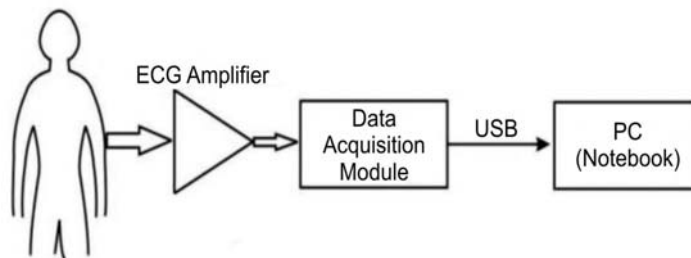 ECG Amplifier
Data
Acquisition
Module
USB
PC
(Notebook)